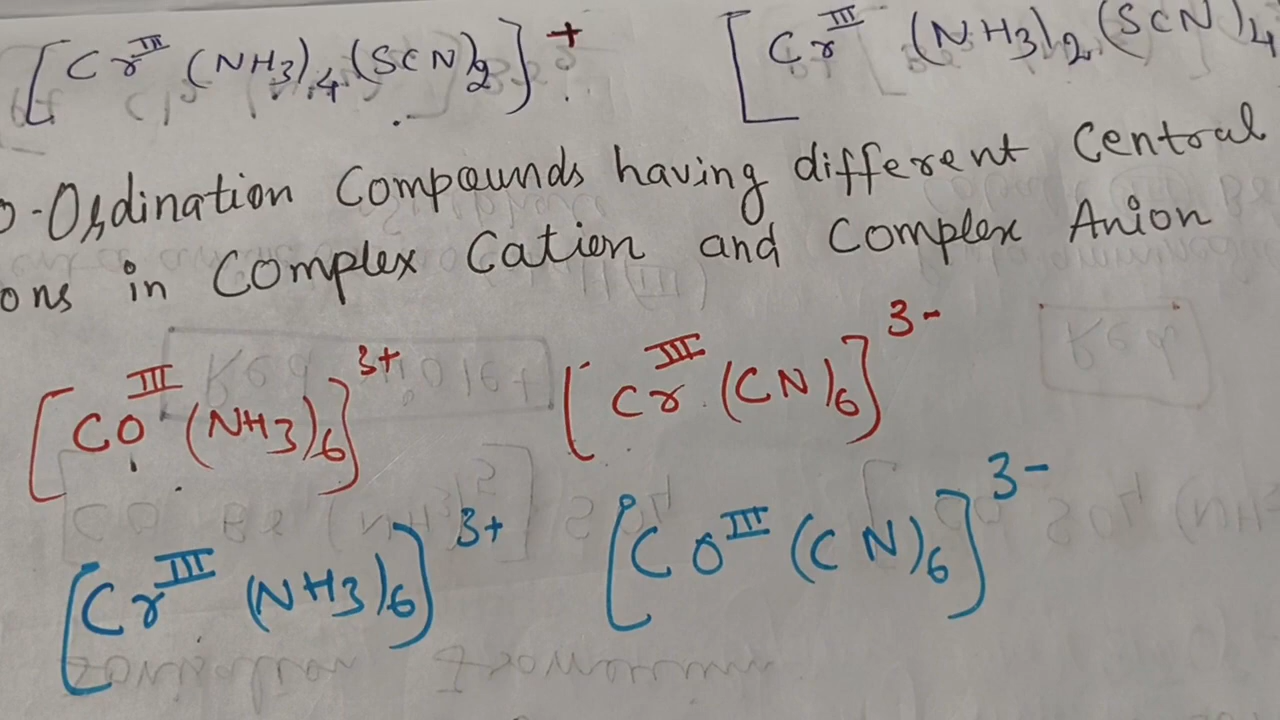 [Cr^III (NH3)4 (SCN)2]^+ [Cr^III (NH3)2 (SCN)4
O-Ordination Compounds having different Central
ons in Complex Cation and Complex Anion
[CO^III (NH3)6]^3+ [Cr^III (CN)6]^3-
[Cr^III (NH3)6]^3+ [CO^III (CN)6]^3-